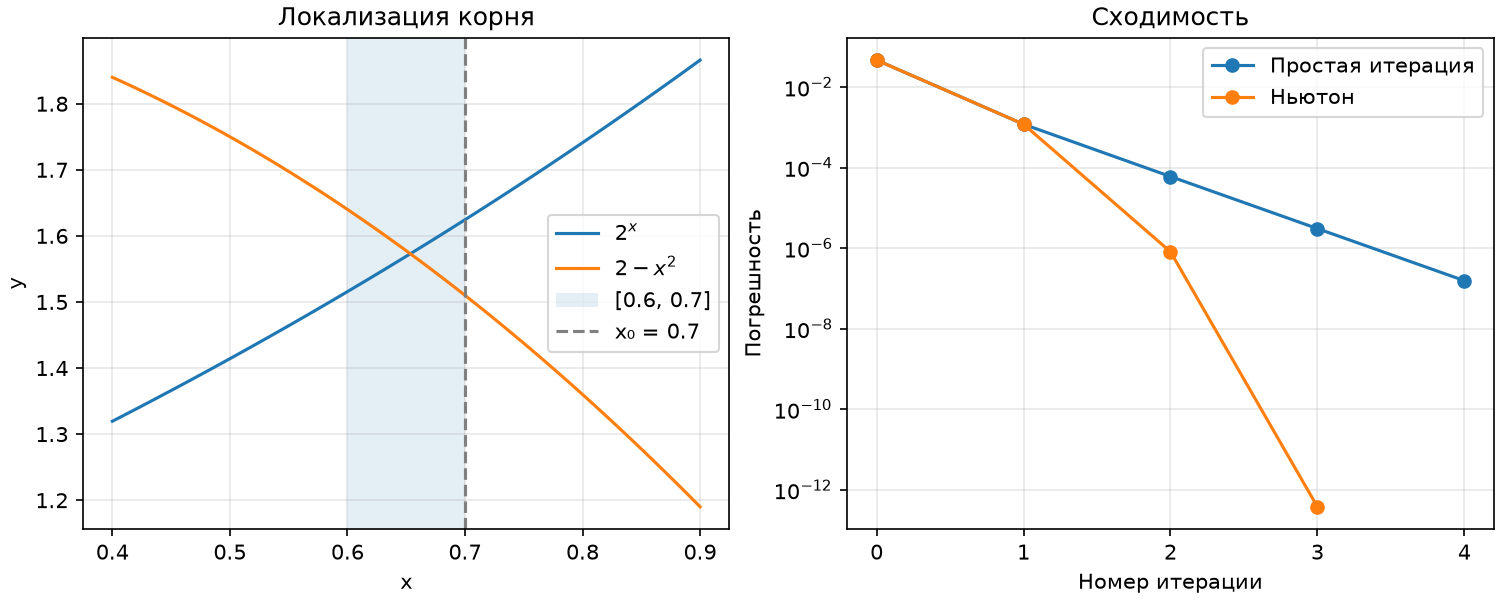 Локализация корня
1.8
1.7
1.6
1.5
1.4
1.3
1.2
y
0.4 0.5 0.6 0.7 0.8 0.9
x
2ˣ
2 − x²
[0.6, 0.7]
x₀ = 0.7
Сходимость
10⁻²
10⁻⁴
10⁻⁶
10⁻⁸
10⁻¹⁰
10⁻¹²
Погрешность
0 1 2 3 4
Номер итерации
Простая итерация
Ньютон